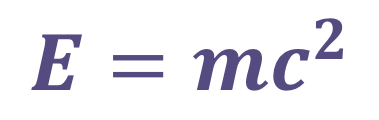 E = mc²